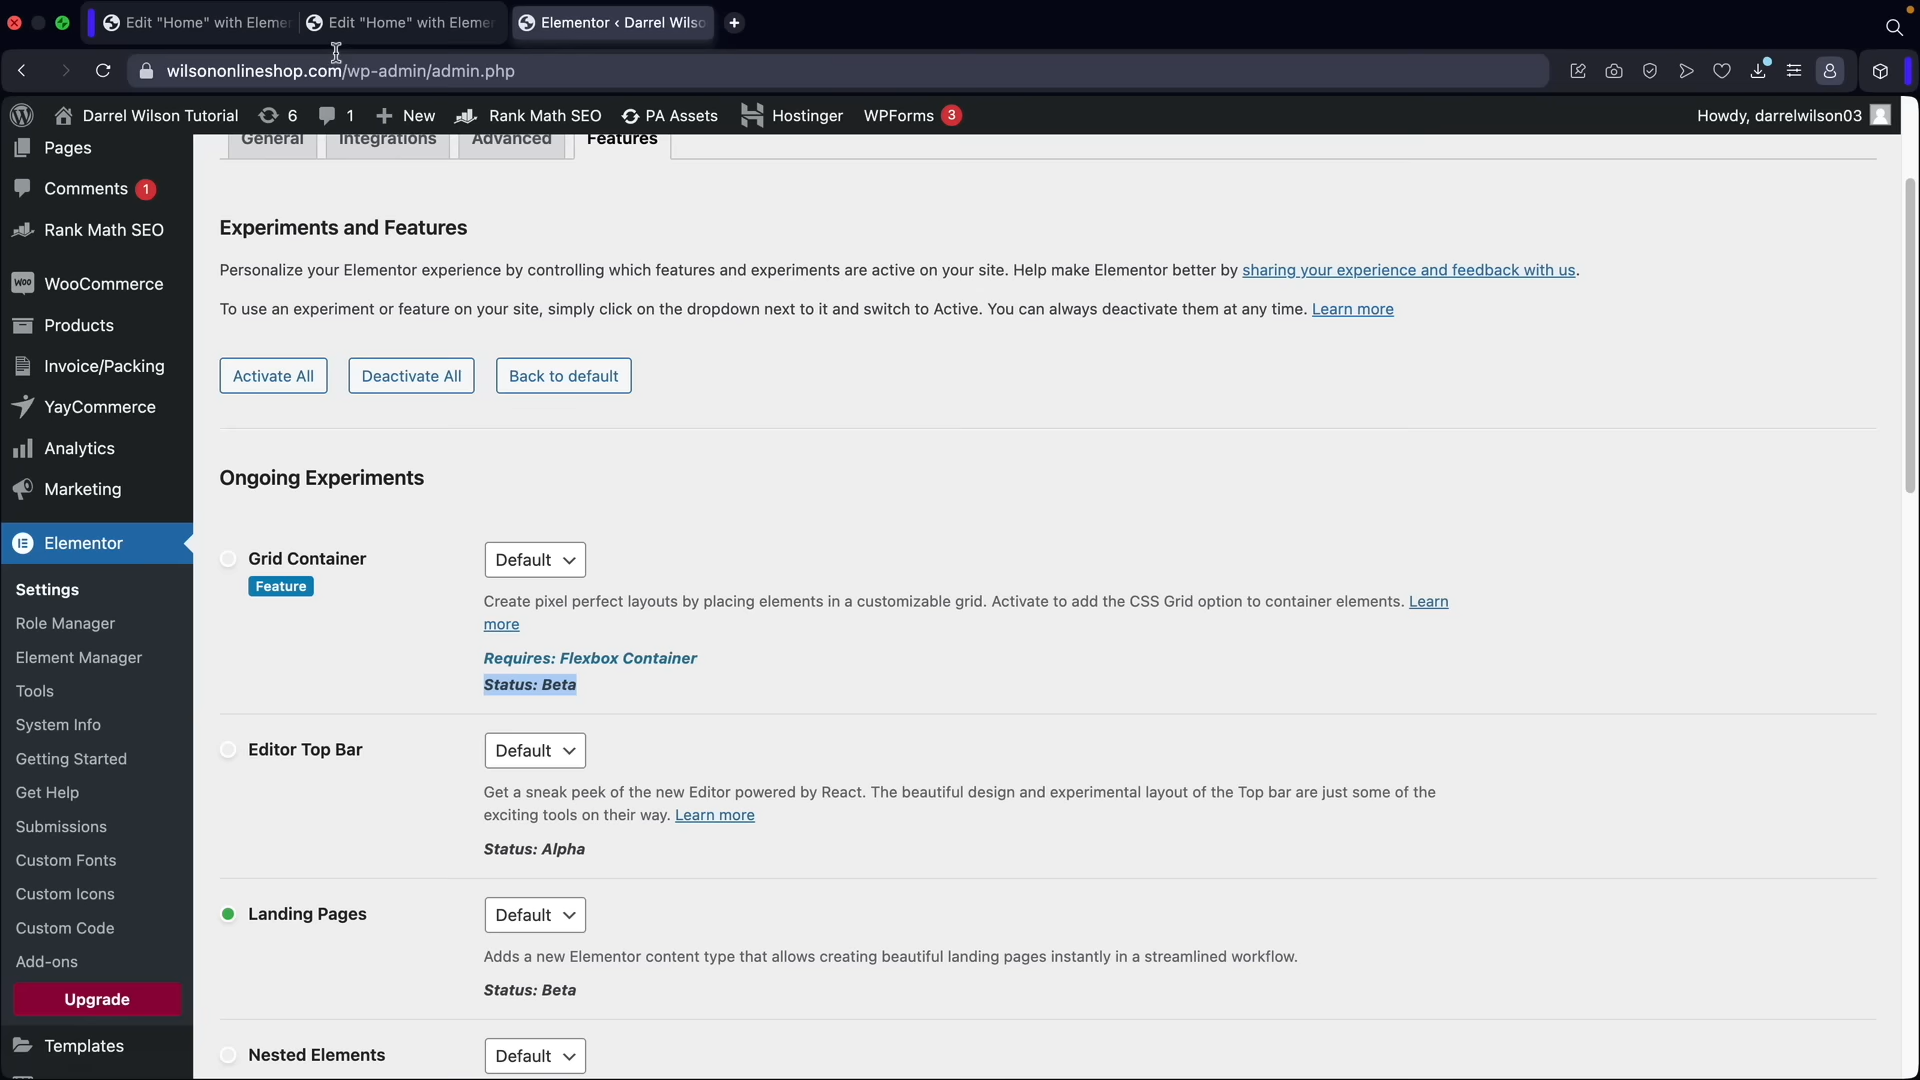 Edit "Home" with Elemen
Edit "Home" with Elemer
Elementor ‹ Darrel Wilso
wilsononlineshop.com/wp-admin/admin.php
Darrel Wilson Tutorial
6
1
New
Rank Math SEO
PA Assets
Hostinger
WPForms 3
Howdy, darrelwilson03
Pages
Comments 1
Rank Math SEO
WooCommerce
Products
Invoice/Packing
YayCommerce
Analytics
Marketing
Elementor
Settings
Role Manager
Element Manager
Tools
System Info
Getting Started
Get Help
Submissions
Custom Fonts
Custom Icons
Custom Code
Add-ons
Upgrade
Templates
General
Integrations
Advanced
Features
Experiments and Features
Personalize your Elementor experience by controlling which features and experiments are active on your site. Help make Elementor better by sharing your experience and feedback with us.
To use an experiment or feature on your site, simply click on the dropdown next to it and switch to Active. You can always deactivate them at any time. Learn more
Activate All
Deactivate All
Back to default
Ongoing Experiments
Grid Container
Feature
Default
Create pixel perfect layouts by placing elements in a customizable grid. Activate to add the CSS Grid option to container elements. Learn
more
Requires: Flexbox Container
Status: Beta
Editor Top Bar
Default
Get a sneak peek of the new Editor powered by React. The beautiful design and experimental layout of the Top bar are just some of the
exciting tools on their way. Learn more
Status: Alpha
Landing Pages
Default
Adds a new Elementor content type that allows creating beautiful landing pages instantly in a streamlined workflow.
Status: Beta
Nested Elements
Default